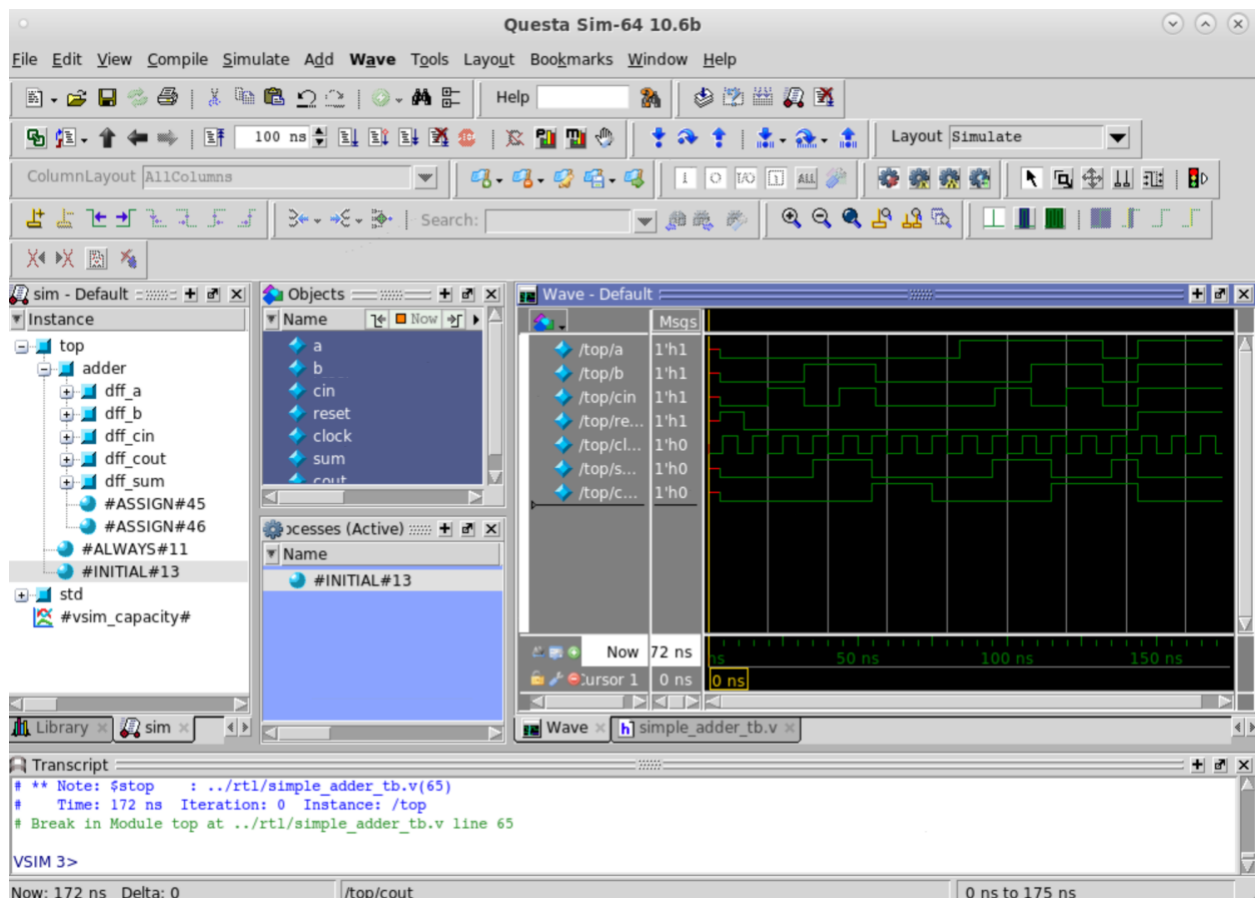 Questa Sim-64 10.6b
File Edit View Compile Simulate Add Wave Tools Layout Bookmarks Window Help
Help
100 ns Layout Simulate
ColumnLayout AllColumns ALL
Search:
sim - Default
Instance
top
adder
dff_a
dff_b
dff_cin
dff_cout
dff_sum
#ASSIGN#45
#ASSIGN#46
#ALWAYS#11
#INITIAL#13
std
#vsim_capacity#
Library sim
Objects
Name Now
a
b
cin
reset
clock
sum
cout
ocesses (Active)
Name
#INITIAL#13
Wave - Default
Msgs
/top/a 1'h1
/top/b 1'h1
/top/cin 1'h1
/top/re... 1'h1
/top/cl... 1'h0
/top/s... 1'h0
/top/c... 1'h0
Now 72 ns ns 50 ns 100 ns 150 ns
Cursor 1 0 ns 0 ns
Wave simple_adder_tb.v
Transcript
# ** Note: $stop : ../rtl/simple_adder_tb.v(65)
# Time: 172 ns Iteration: 0 Instance: /top
# Break in Module top at ../rtl/simple_adder_tb.v line 65
VSIM 3>
Now: 172 ns Delta: 0 /top/cout 0 ns to 175 ns